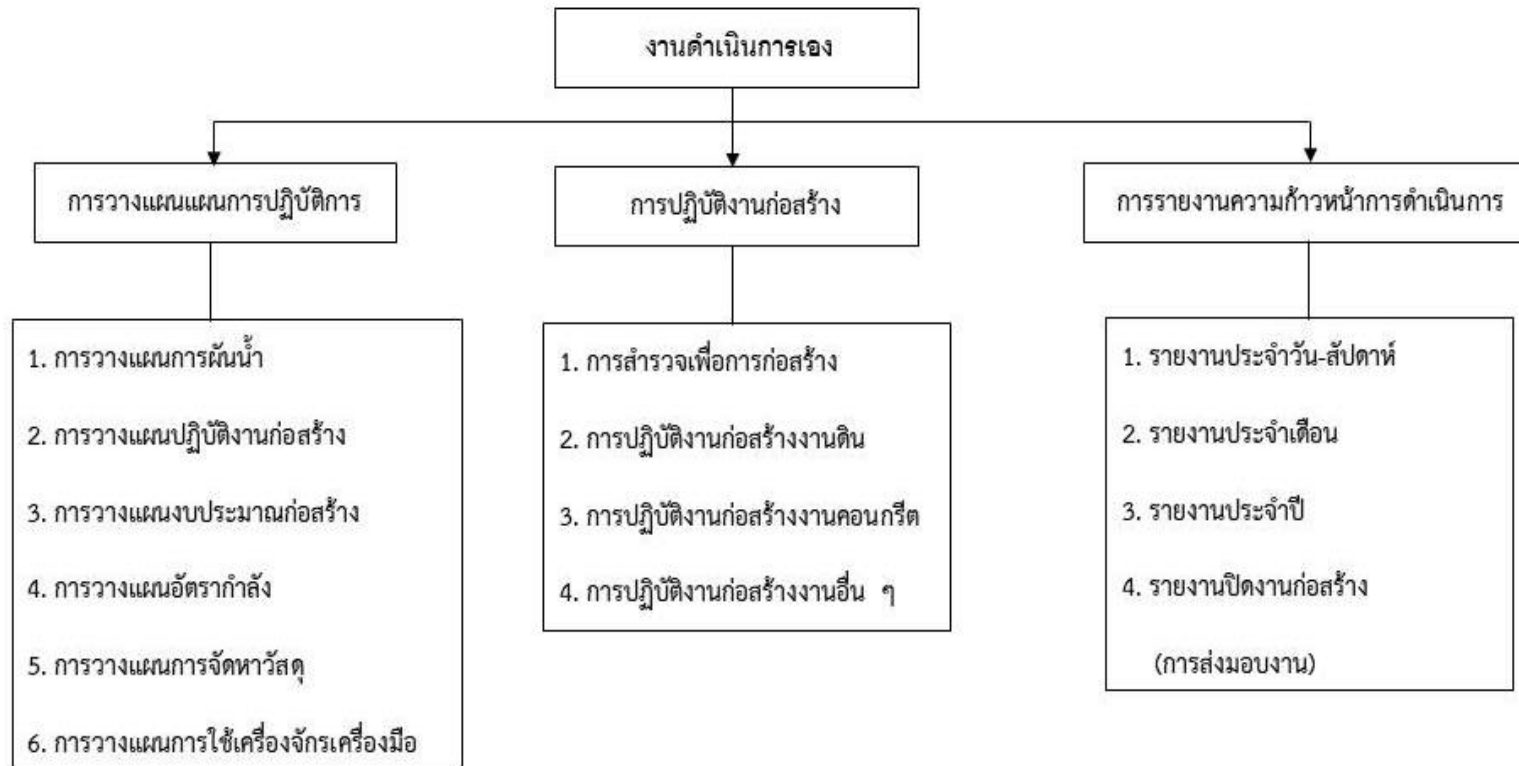 งานดำเนินการเอง
การวางแผนแผนการปฏิบัติการ
การปฏิบัติงานก่อสร้าง
การรายงานความก้าวหน้าการดำเนินการ
1. การวางแผนการผันน้ำ
2. การวางแผนปฏิบัติงานก่อสร้าง
3. การวางแผนงบประมาณก่อสร้าง
4. การวางแผนอัตรากำลัง
5. การวางแผนการจัดหาวัสดุ
6. การวางแผนการใช้เครื่องจักรเครื่องมือ
1. การสำรวจเพื่อการก่อสร้าง
2. การปฏิบัติงานก่อสร้างงานดิน
3. การปฏิบัติงานก่อสร้างงานคอนกรีต
4. การปฏิบัติงานก่อสร้างงานอื่น ๆ
1. รายงานประจำวัน-สัปดาห์
2. รายงานประจำเดือน
3. รายงานประจำปี
4. รายงานปิดงานก่อสร้าง
(การส่งมอบงาน)